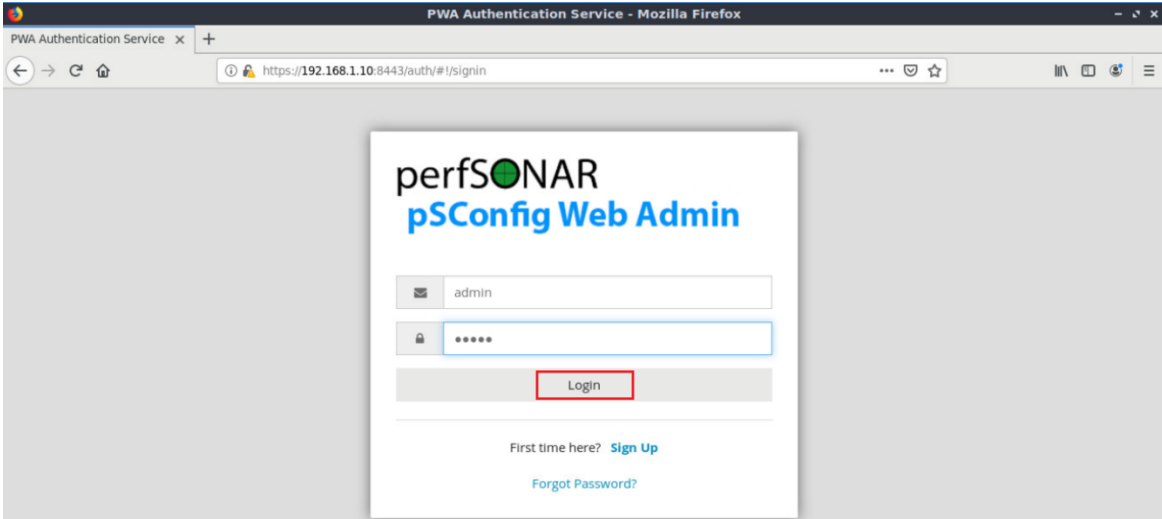 PWA Authentication Service - Mozilla Firefox
PWA Authentication Service
https://192.168.1.10:8443/auth/#!/signin
perfSONAR
pSConfig Web Admin
admin
•••••
Login
First time here? Sign Up
Forgot Password?